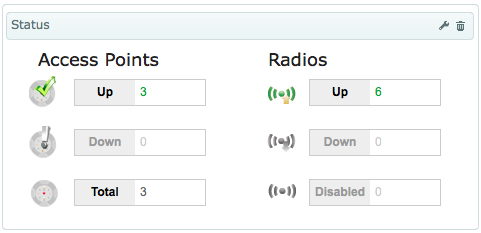 Status
Access Points
Radios
Up 3
Up 6
Down 0
Down 0
Total 3
Disabled 0